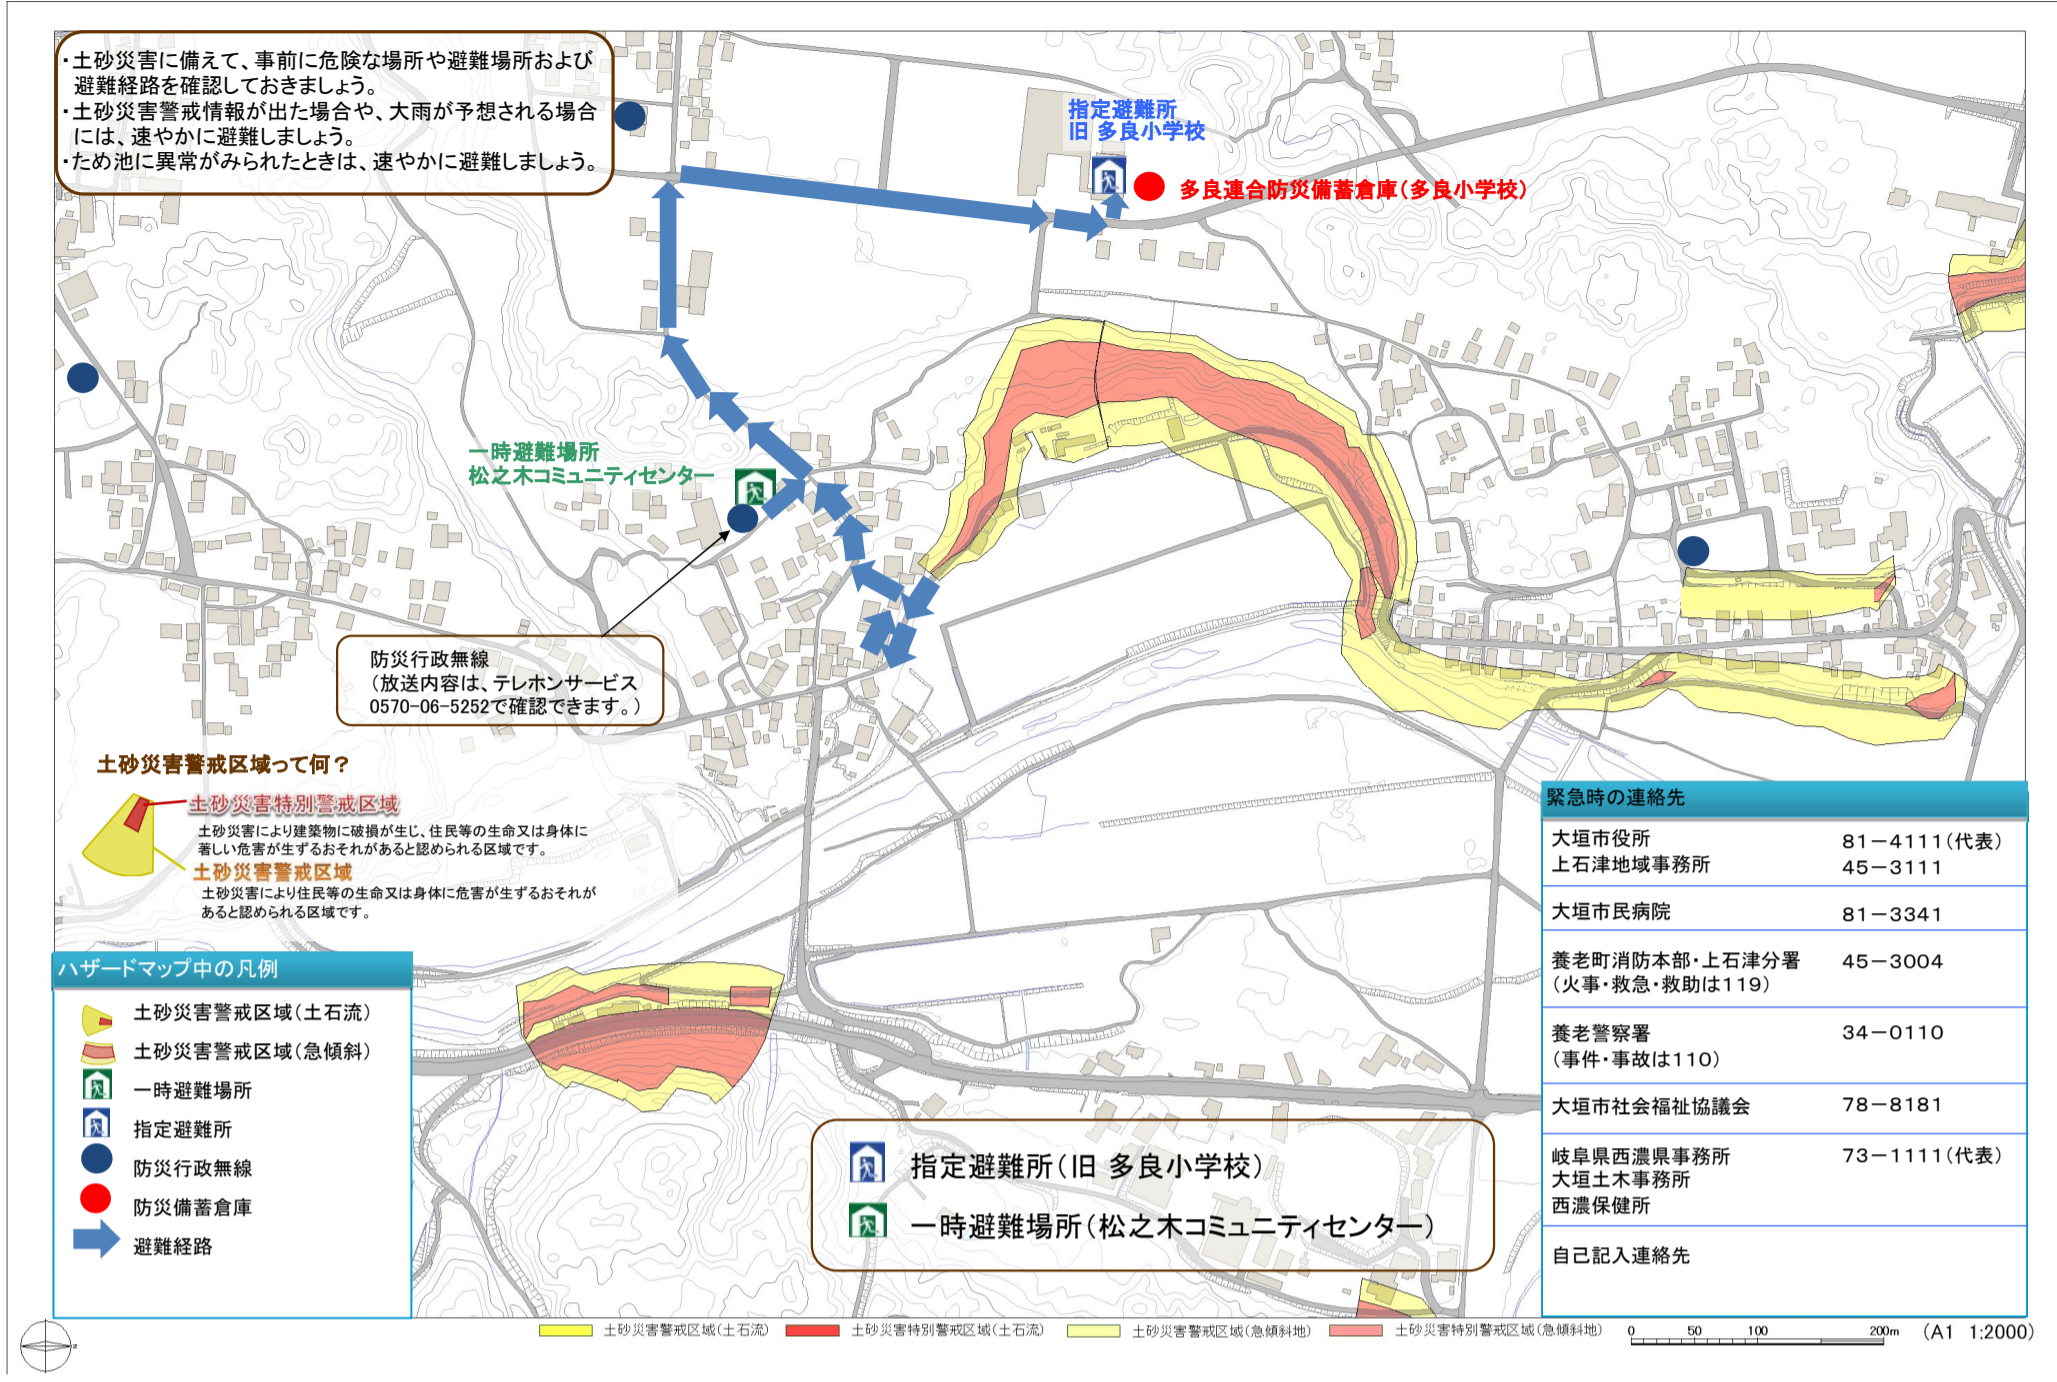 ・土砂災害に備えて、事前に危険な場所や避難場所および
避難経路を確認しておきましょう。
・土砂災害警戒情報が出た場合や、大雨が予想される場合
には、速やかに避難しましょう。
・ため池に異常がみられたときは、速やかに避難しましょう。
指定避難所
旧 多良小学校
多良連合防災備蓄倉庫(多良小学校)
一時避難場所
松之木コミュニティセンター
防災行政無線
(放送内容は、テレホンサービス
0570-06-5252で確認できます。)
土砂災害警戒区域って何?
土砂災害特別警戒区域
土砂災害により建築物に破損が生じ、住民等の生命又は身体に
著しい危害が生ずるおそれがあると認められる区域です。
土砂災害警戒区域
土砂災害により住民等の生命又は身体に危害が生ずるおそれが
あると認められる区域です。
ハザードマップ中の凡例
土砂災害警戒区域(土石流)
土砂災害警戒区域(急傾斜)
一時避難場所
指定避難所
防災行政無線
防災備蓄倉庫
避難経路
指定避難所(旧 多良小学校)
一時避難場所(松之木コミュニティセンター)
緊急時の連絡先
大垣市役所 81-4111(代表)
上石津地域事務所 45-3111
大垣市民病院 81-3341
養老町消防本部・上石津分署 45-3004
(火事・救急・救助は119)
養老警察署 34-0110
(事件・事故は110)
大垣市社会福祉協議会 78-8181
岐阜県西濃県事務所 73-1111(代表)
大垣土木事務所
西濃保健所
自己記入連絡先
土砂災害警戒区域(土石流) 土砂災害特別警戒区域(土石流) 土砂災害警戒区域(急傾斜地) 土砂災害特別警戒区域(急傾斜地) 0 50 100 200m (A1 1:2000)